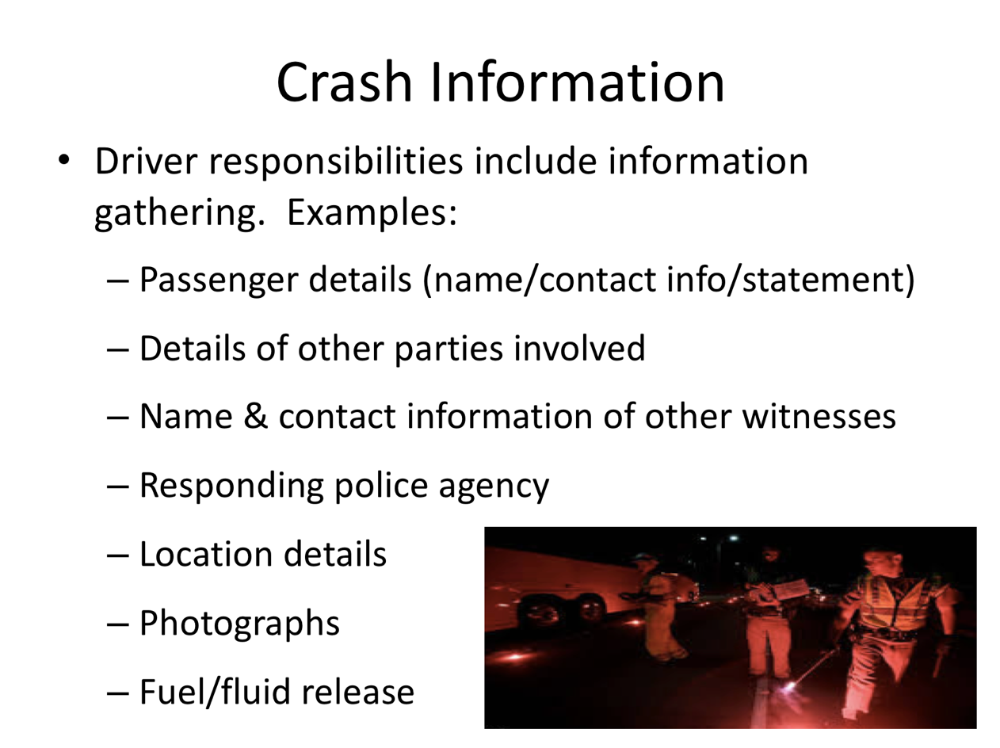 Crash Information
• Driver responsibilities include information
gathering.  Examples:
– Passenger details (name/contact info/statement)
– Details of other parties involved
– Name & contact information of other witnesses
– Responding police agency
– Location details
– Photographs
– Fuel/fluid release